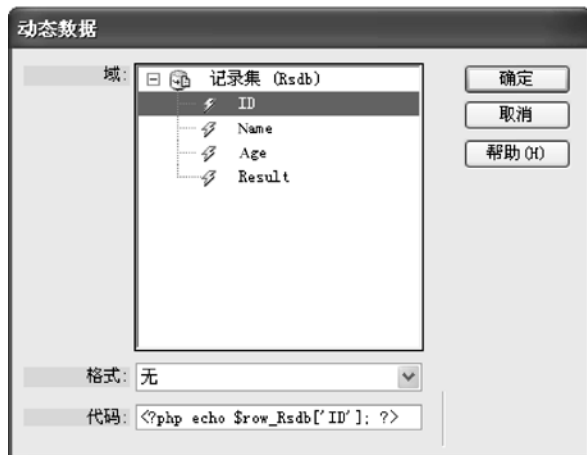 动态数据
域:
记录集 (Rsdb)
ID
Name
Age
Result
确定
取消
帮助(H)
格式: 无
代码: <?php echo $row_Rsdb['ID']; ?>